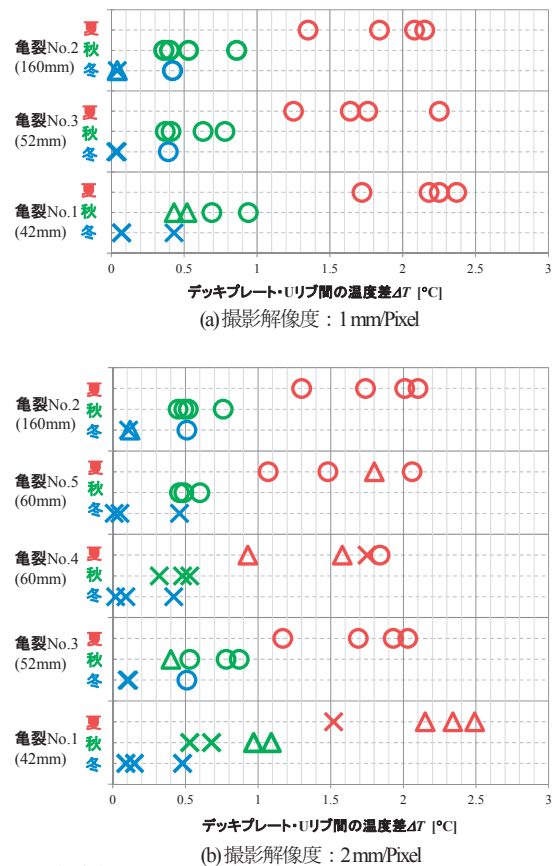 夏
亀裂No.2 秋
(160mm) 冬
夏
亀裂No.3 秋
(52mm) 冬
夏
亀裂No.1 秋
(42mm) 冬
0 0.5 1 1.5 2 2.5 3
デッキプレート・Uリブ間の温度差ΔT [°C]
(a)撮影解像度:1mm/Pixel
夏
亀裂No.2 秋
(160mm) 冬
夏
亀裂No.5 秋
(60mm) 冬
夏
亀裂No.4 秋
(60mm) 冬
夏
亀裂No.3 秋
(52mm) 冬
夏
亀裂No.1 秋
(42mm) 冬
0 0.5 1 1.5 2 2.5 3
デッキプレート・Uリブ間の温度差ΔT [°C]
(b)撮影解像度:2mm/Pixel